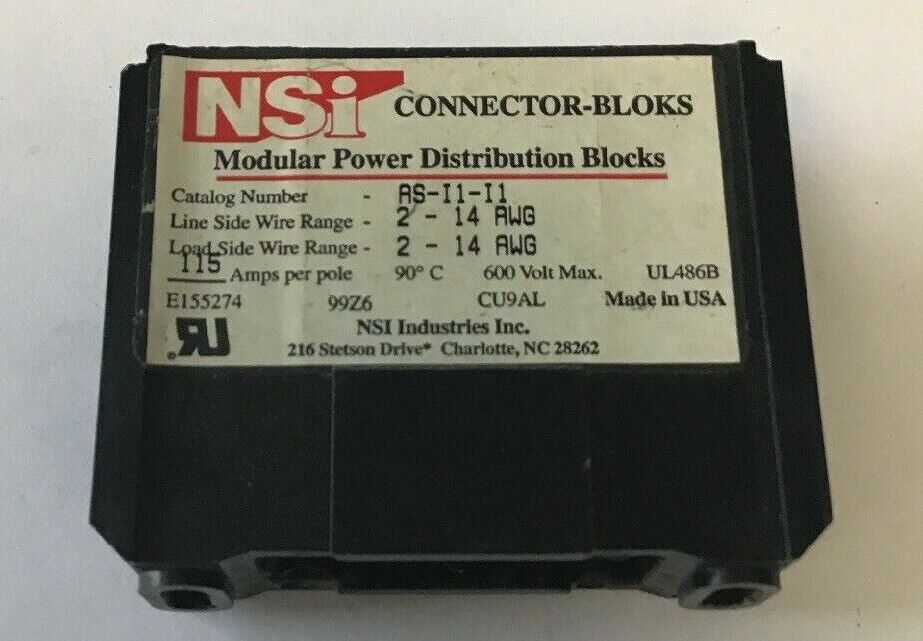 NSi CONNECTOR-BLOKS
Modular Power Distribution Blocks
Catalog Number - AS-I1-I1
Line Side Wire Range - 2 - 14 AWG
Load Side Wire Range - 2 - 14 AWG
115 Amps per pole 90° C 600 Volt Max. UL486B
E155274 99Z6 CU9AL Made in USA
NSI Industries Inc.
216 Stetson Drive* Charlotte, NC 28262
UR®